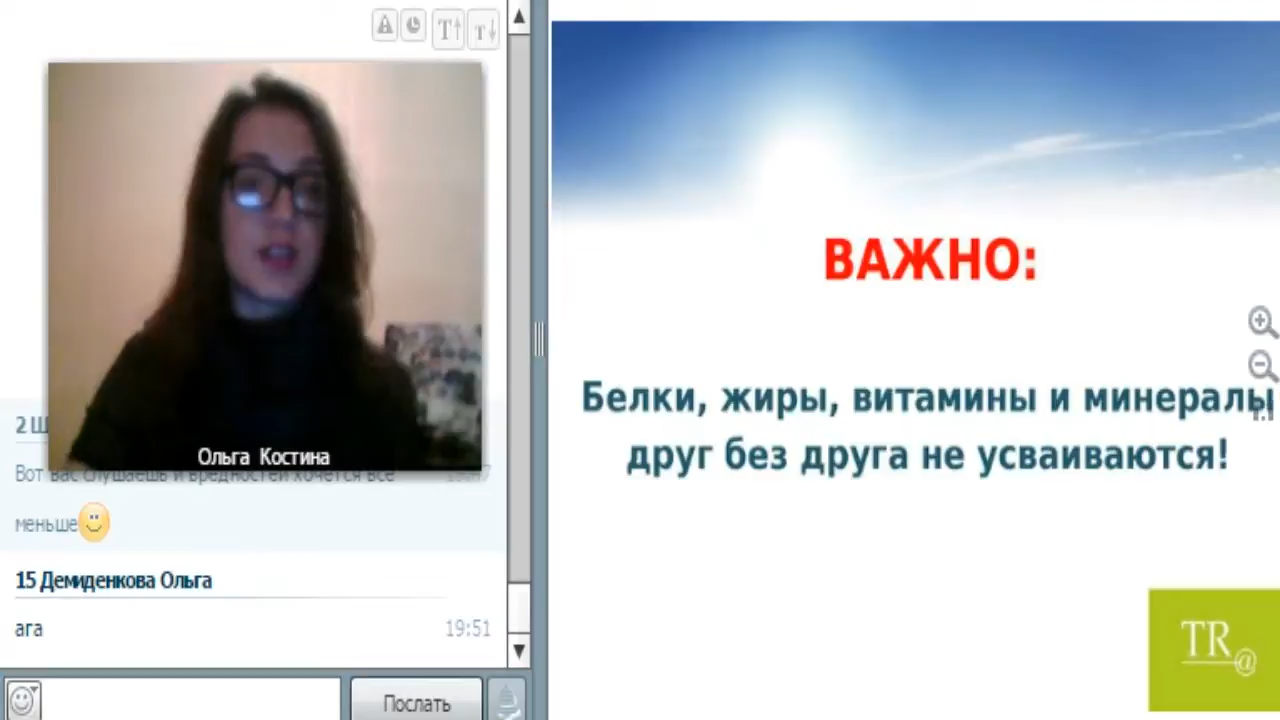 Ольга Костина
2 Ш
Вот вас слушаешь и вредностей хочется все
меньше
15 Демиденкова Ольга
ага 19:51
Послать
ВАЖНО:
Белки, жиры, витамины и минералы
друг без друга не усваиваются!
TR@